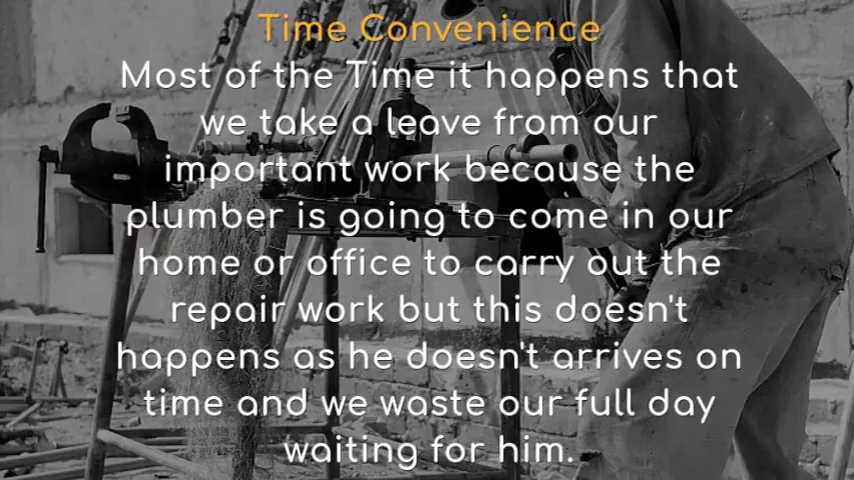 Time Convenience
Most of the Time it happens that
we take a leave from our
important work because the
plumber is going to come in our
home or office to carry out the
repair work but this doesn't
happens as he doesn't arrives on
time and we waste our full day
waiting for him.